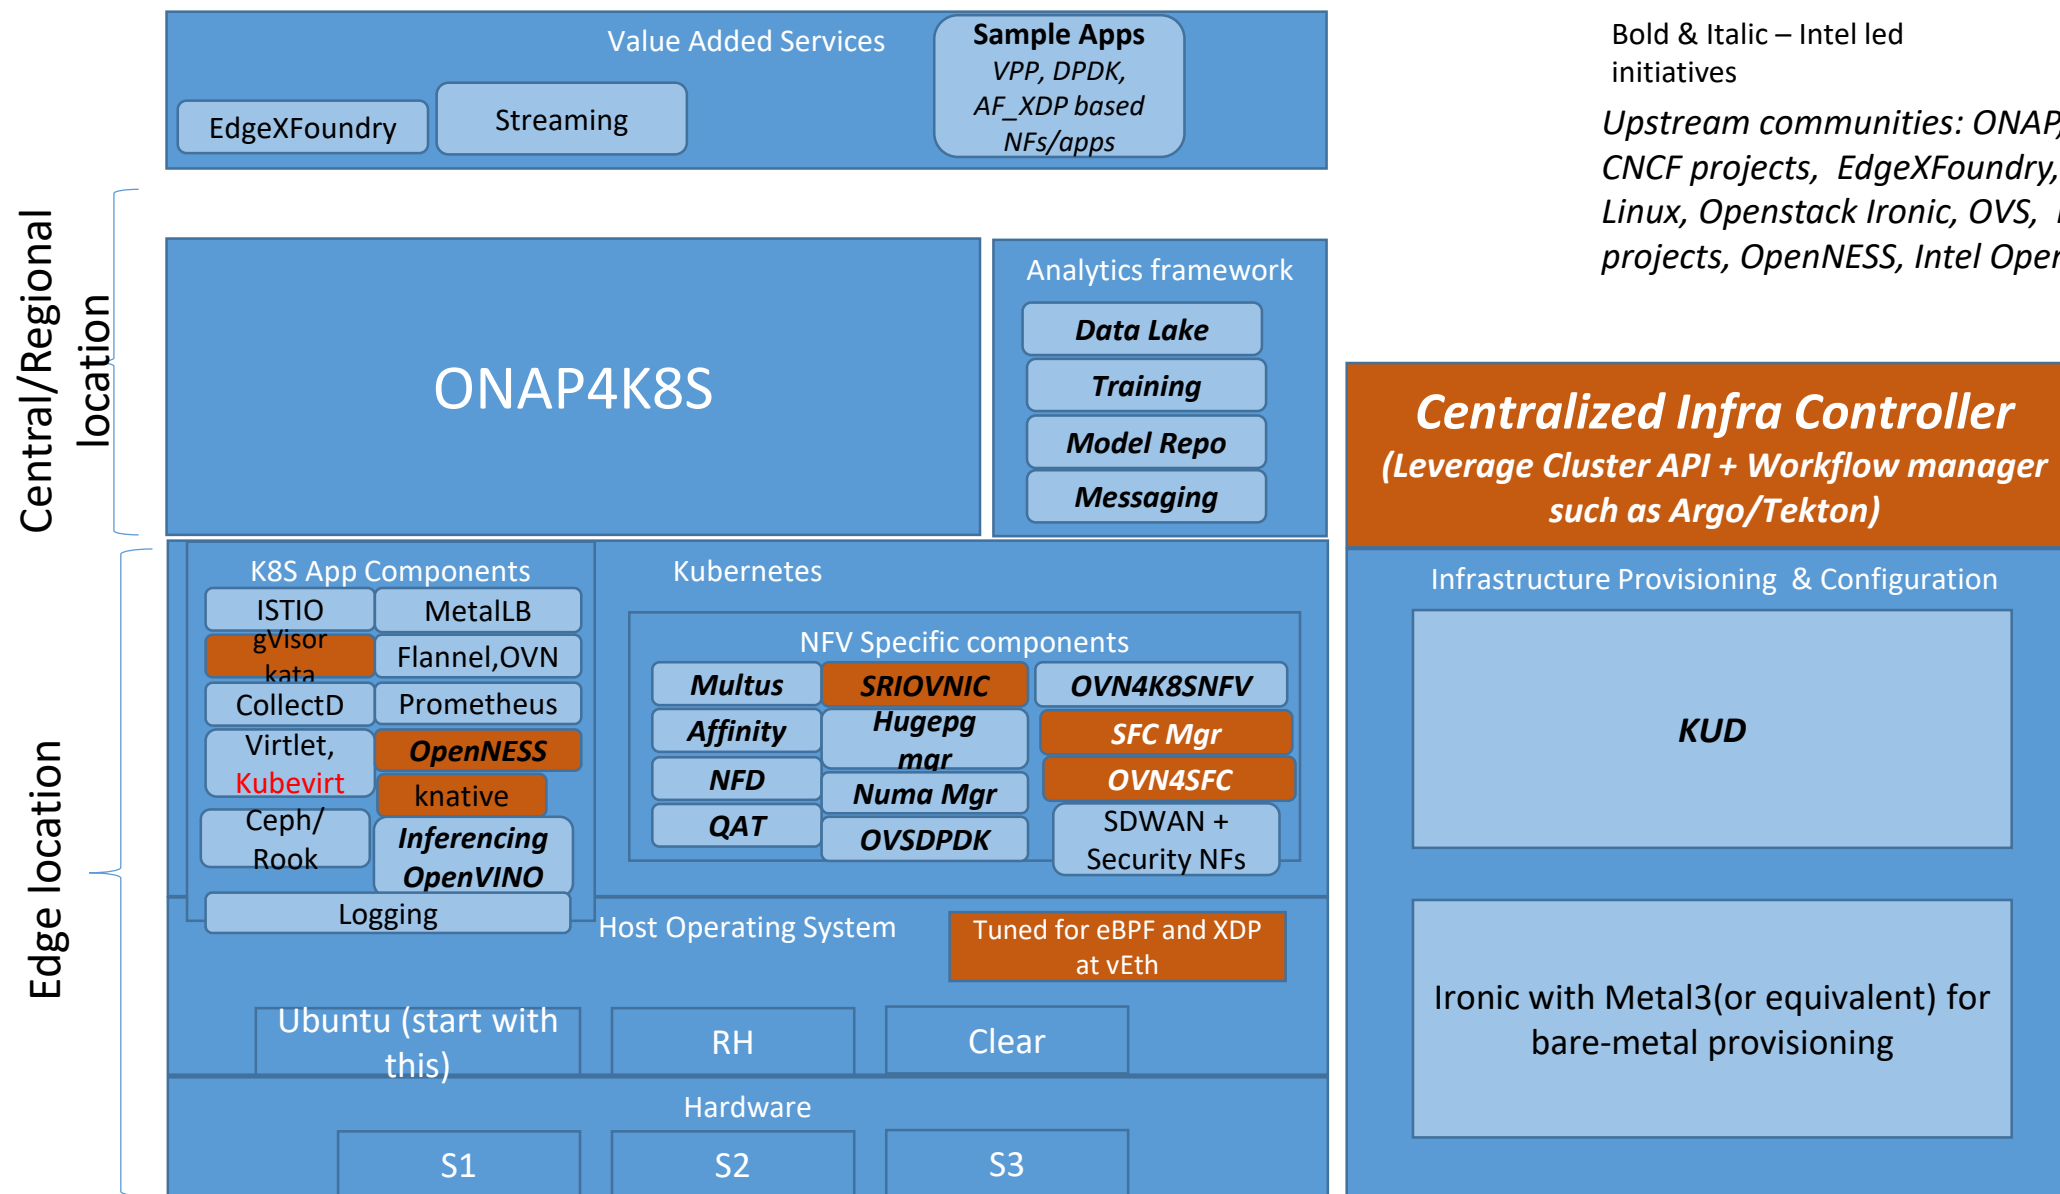 Value Added Services
EdgeXFoundry
Streaming
Sample Apps
VPP, DPDK,
AF_XDP based
NFs/apps
Bold & Italic – Intel led
initiatives
Upstream communities: ONAP,
CNCF projects, EdgeXFoundry,
Linux, Openstack Ironic, OVS,
projects, OpenNESS, Intel
Central/Regional
location
ONAP4K8S
Analytics framework
Data Lake
Training
Model Repo
Messaging
Centralized Infra Controller
(Leverage Cluster API + Workflow manager
such as Argo/Tekton)
Edge location
K8S App Components
ISTIO
MetalLB
gVisor
kata
Flannel,OVN
CollectD
Prometheus
Virtlet,
Kubevirt
OpenNESS
knative
Ceph/
Rook
Inferencing
OpenVINO
Logging
Kubernetes
NFV Specific components
Multus
SRIOVNIC
OVN4K8SNFV
Affinity
Hugepg
mgr
SFC Mgr
NFD
Numa Mgr
OVN4SFC
QAT
OVSDPDK
SDWAN +
Security NFs
Host Operating System
Tuned for eBPF and XDP
at vEth
Ubuntu (start with
this)
RH
Clear
Hardware
S1
S2
S3
Infrastructure Provisioning & Configuration
KUD
Ironic with Metal3(or equivalent) for
bare-metal provisioning